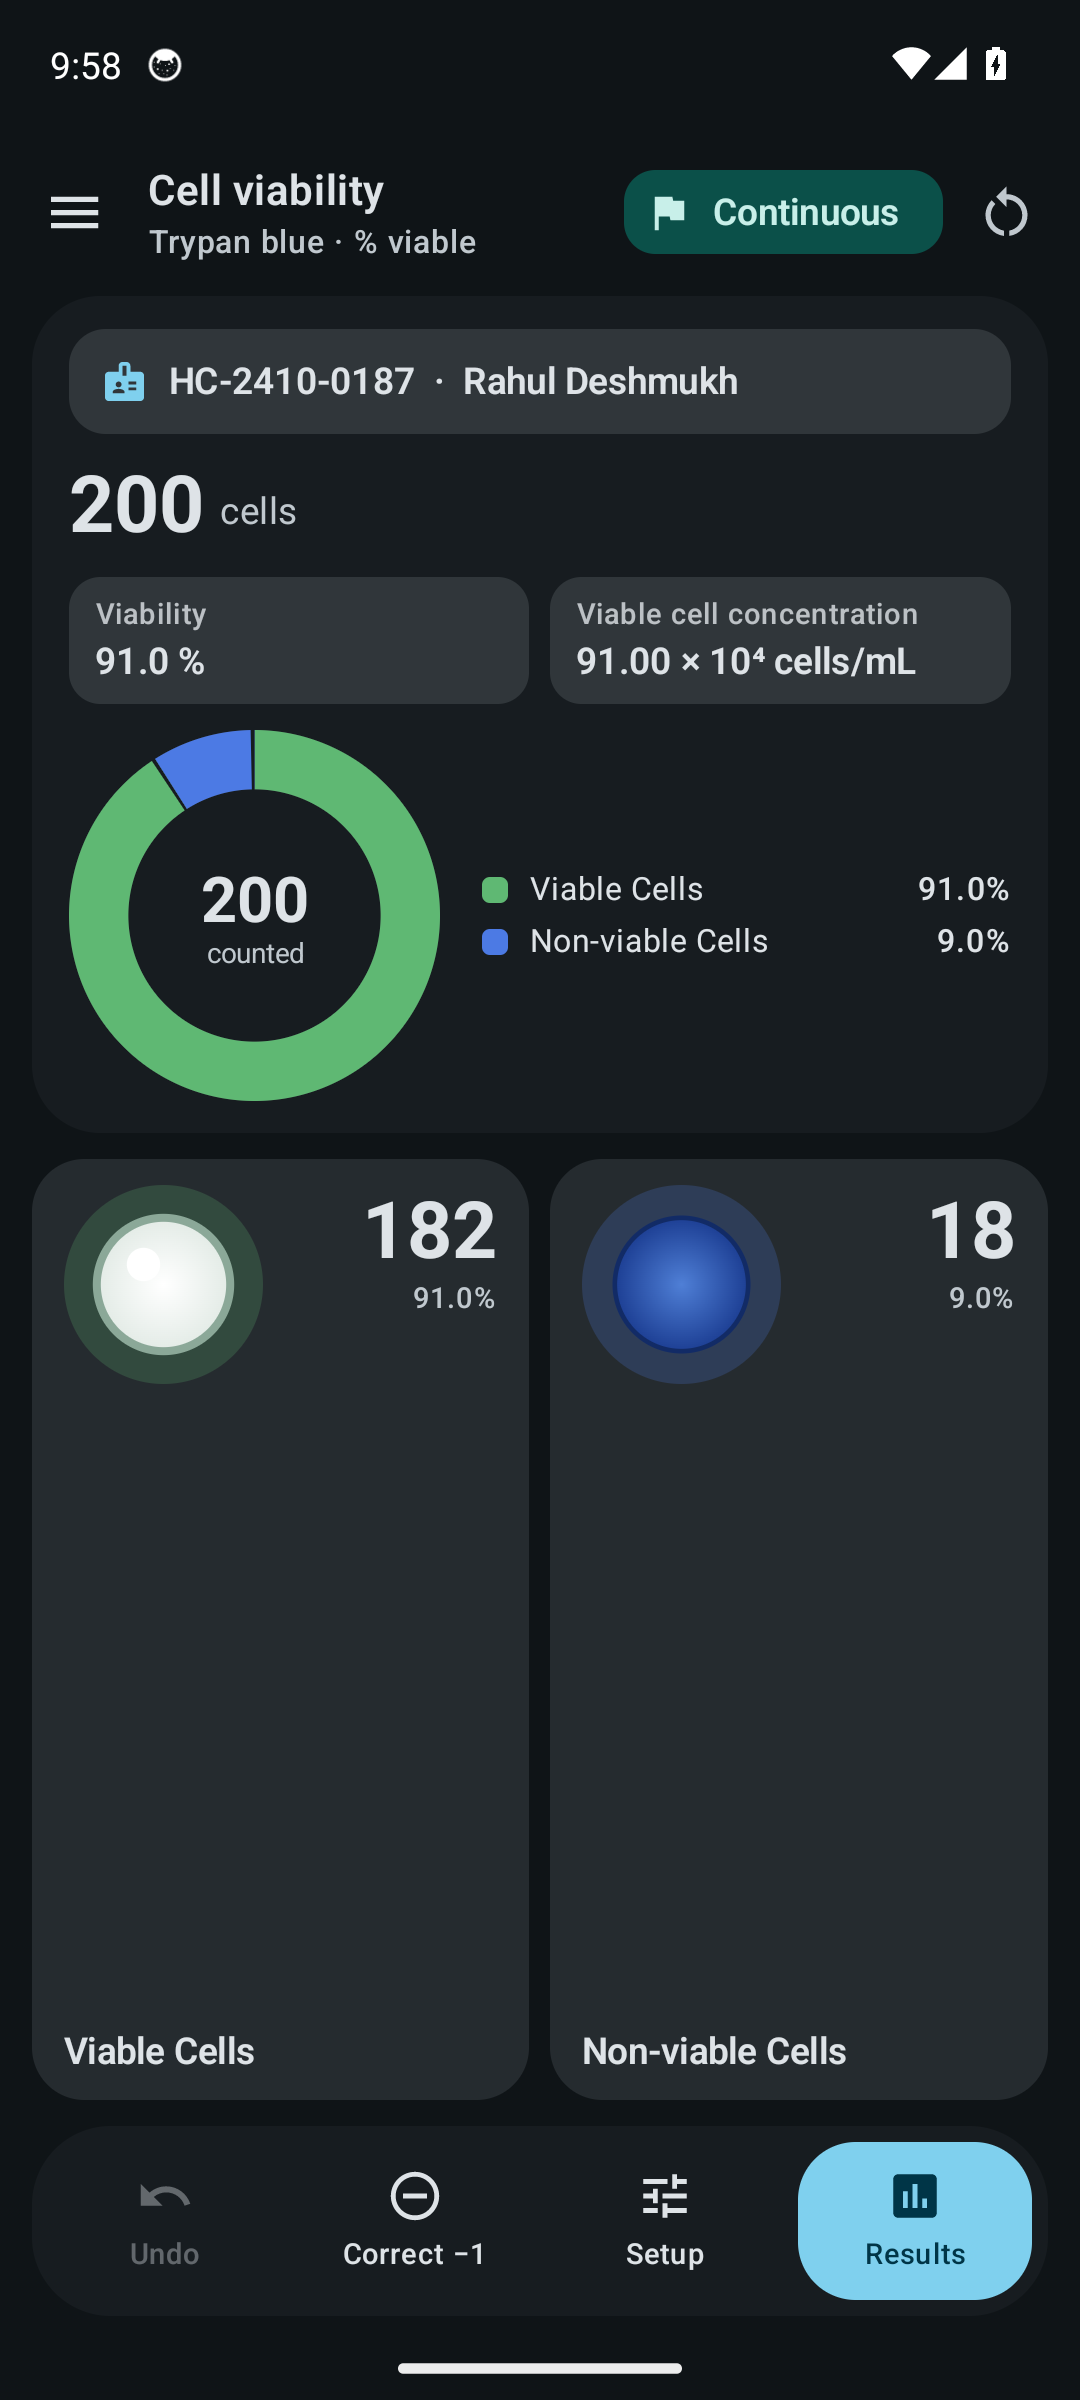 9:58
Cell viability
Trypan blue · % viable
Continuous
HC-2410-0187 · Rahul Deshmukh
200 cells
Viability
91.0 %
Viable cell concentration
91.00 × 10⁴ cells/mL
200
counted
Viable Cells 91.0%
Non-viable Cells 9.0%
182
91.0%
Viable Cells
18
9.0%
Non-viable Cells
Undo
Correct −1
Setup
Results